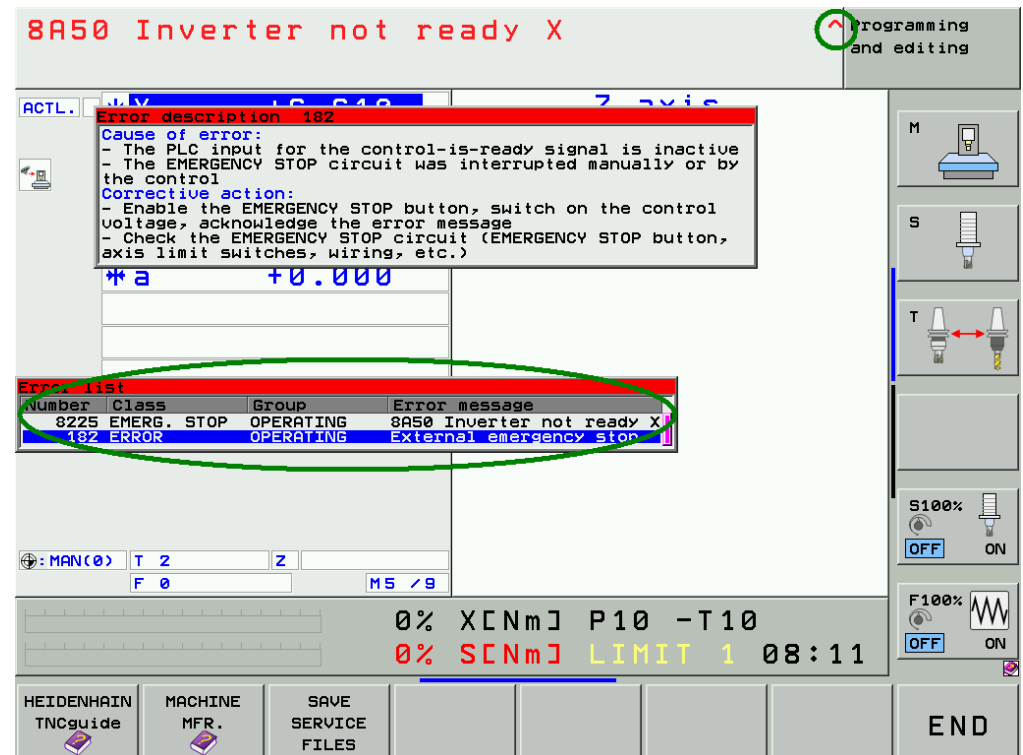 8A50 Inverter not ready X
^
Programming
and editing
ACTL.
Error description 182
Cause of error:
- The PLC input for the control-is-ready signal is inactive
- The EMERGENCY STOP circuit was interrupted manually or by
the control
Corrective action:
- Enable the EMERGENCY STOP button, switch on the control
voltage, acknowledge the error message
- Check the EMERGENCY STOP circuit (EMERGENCY STOP button,
axis limit switches, wiring, etc.)
a +0.000
Error list
Number Class Group Error message
8225 EMERG. STOP OPERATING 8A50 Inverter not ready X
182 ERROR OPERATING External emergency stop
: MAN(0) T 2 Z
F 0 M5 /9
0% X[Nm] P10 -T10
0% S[Nm] LIMIT 1 08:11
M
S
T
S100%
OFF ON
F100%
OFF ON
HEIDENHAIN
TNCguide
MACHINE
MFR.
SAVE
SERVICE
FILES
END